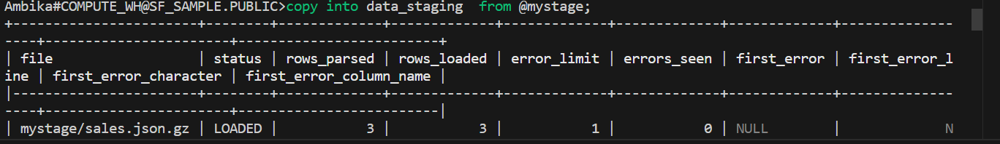 Ambika#COMPUTE_WH@SF_SAMPLE.PUBLIC>copy into data_staging  from @mystage;
+-----------------------+--------+-------------+-------------+-------------+-------------+-------------+--------------
----+-----------------------+-------------------------+
| file                  | status | rows_parsed | rows_loaded | error_limit | errors_seen | first_error | first_error_l
ine | first_error_character | first_error_column_name |
|-----------------------+--------+-------------+-------------+-------------+-------------+-------------+--------------
----+-----------------------+-------------------------|
| mystage/sales.json.gz | LOADED |           3 |           3 |           1 |           0 | NULL        |             N